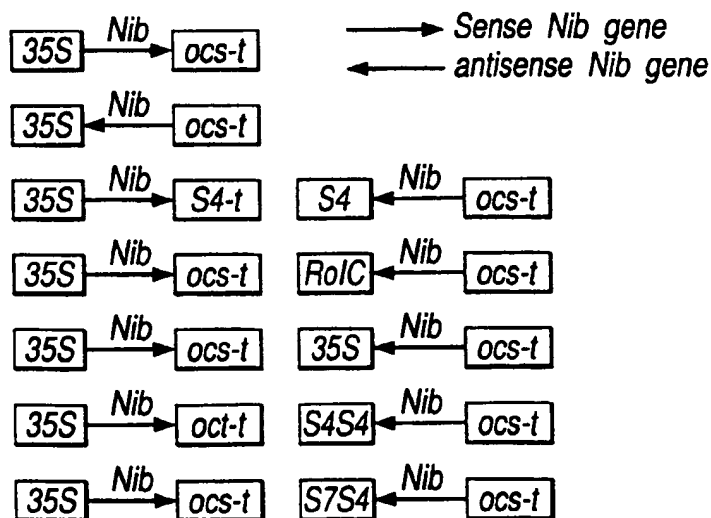 35S Nib ocs-t Sense Nib gene
antisense Nib gene
35S Nib ocs-t
35S Nib S4-t S4 Nib ocs-t
35S Nib ocs-t RolC Nib ocs-t
35S Nib ocs-t 35S Nib ocs-t
35S Nib oct-t S4S4 Nib ocs-t
35S Nib ocs-t S7S4 Nib ocs-t